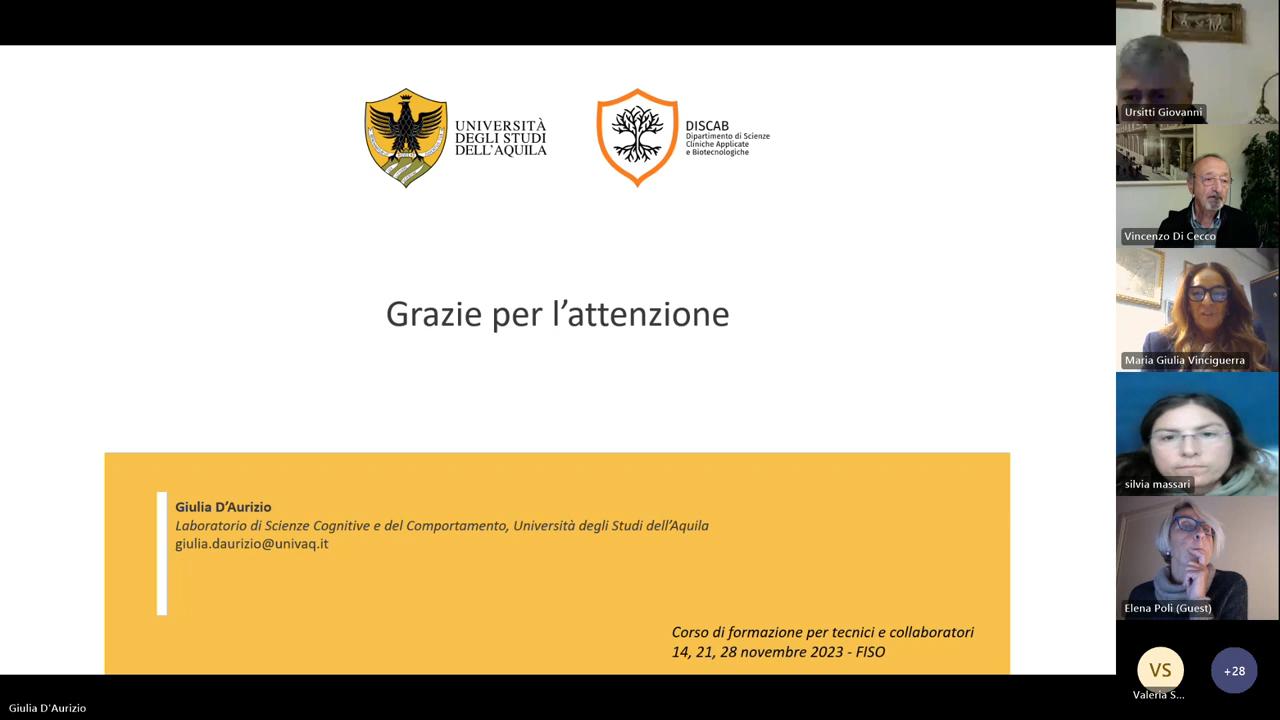 UNIVERSITÀ
DEGLI STUDI
DELL'AQUILA
DISCAB
Dipartimento di Scienze
Cliniche Applicate
e Biotecnologiche
Grazie per l’attenzione
Giulia D’Aurizio
Laboratorio di Scienze Cognitive e del Comportamento, Università degli Studi dell’Aquila
giulia.daurizio@univaq.it
Corso di formazione per tecnici e collaboratori
14, 21, 28 novembre 2023 - FISO
Giulia D'Aurizio
Ursitti Giovanni
Vincenzo Di Cecco
Maria Giulia Vinciguerra
silvia massari
Elena Poli (Guest)
VS
Valeria S...
+28